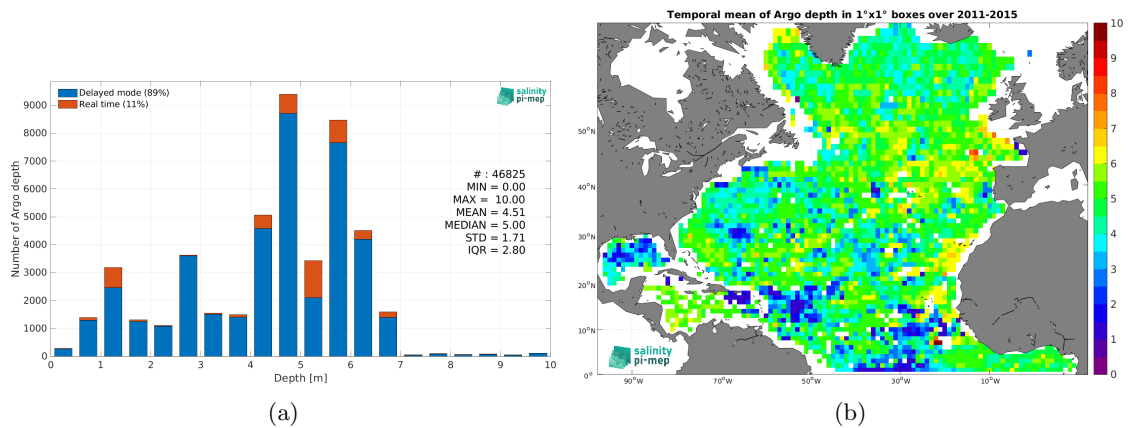 Delayed mode (89%)
Real time (11%)
salinity
pi-mep
Number of Argo depth
9000
8000
7000
6000
5000
4000
3000
2000
1000
0
# : 46825
MIN = 0.00
MAX = 10.00
MEAN = 4.51
MEDIAN = 5.00
STD = 1.71
IQR = 2.80
0 1 2 3 4 5 6 7 8 9 10
Depth [m]
(a)
Temporal mean of Argo depth in 1°x1° boxes over 2011-2015
50°N
40°N
30°N
20°N
10°N
0°
90°W 70°W 50°W 30°W 10°W
salinity
pi-mep
10
9
8
7
6
5
4
3
2
1
0
(b)